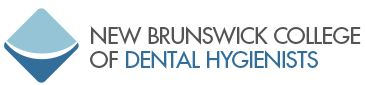 NEW BRUNSWICK COLLEGE
OF DENTAL HYGIENISTS